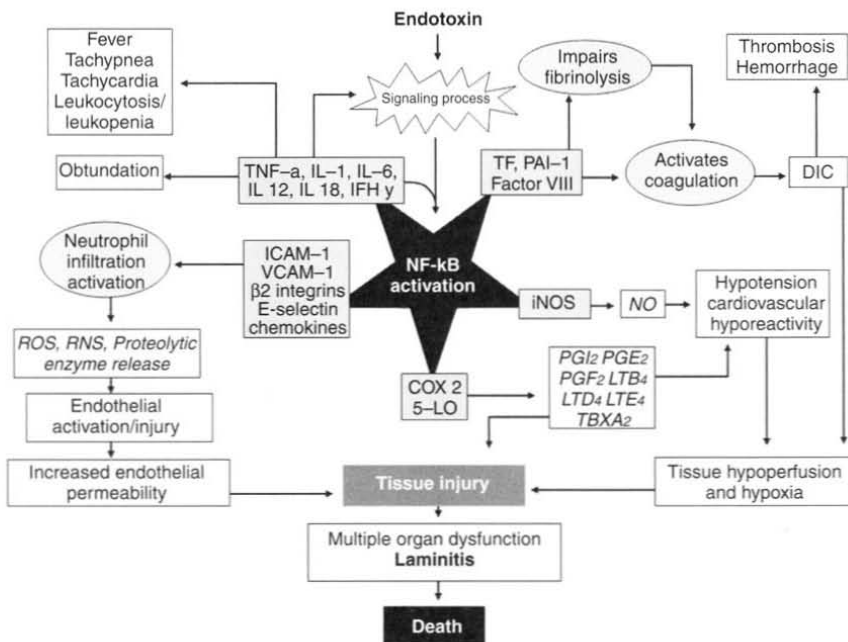 Endotoxin
Fever
Tachypnea
Tachycardia
Leukocytosis/
leukopenia
Signaling process
Impairs
fibrinolysis
Thrombosis
Hemorrhage
Obtundation
TNF–a, IL–1, IL–6,
IL 12, IL 18, IFH y
TF, PAI–1
Factor VIII
Activates
coagulation
DIC
Neutrophil
infiltration
activation
ICAM–1
VCAM–1
β2 integrins
E-selectin
chemokines
NF-kB
activation
iNOS
NO
Hypotension
cardiovascular
hyporeactivity
ROS, RNS, Proteolytic
enzyme release
COX 2
5–LO
PGI2 PGE2
PGF2 LTB4
LTD4 LTE4
TBXA2
Endothelial
activation/injury
Increased endothelial
permeability
Tissue injury
Tissue hypoperfusion
and hypoxia
Multiple organ dysfunction
Laminitis
Death